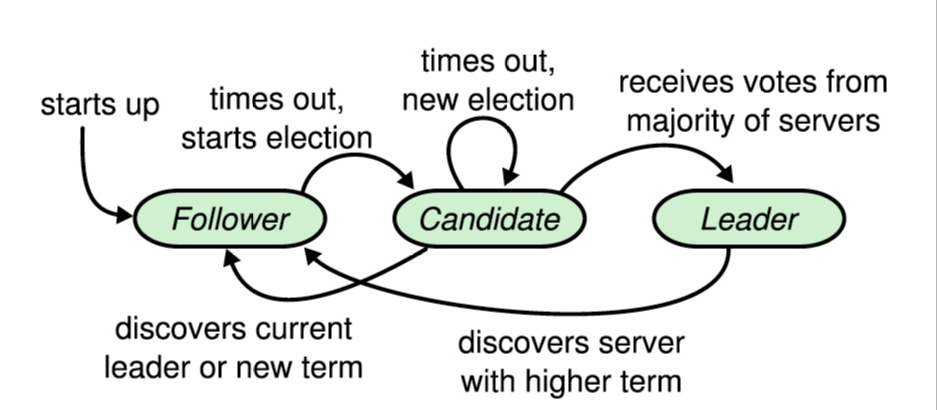 starts up
times out,
starts election
times out,
new election
receives votes from
majority of servers
Follower
Candidate
Leader
discovers current
leader or new term
discovers server
with higher term